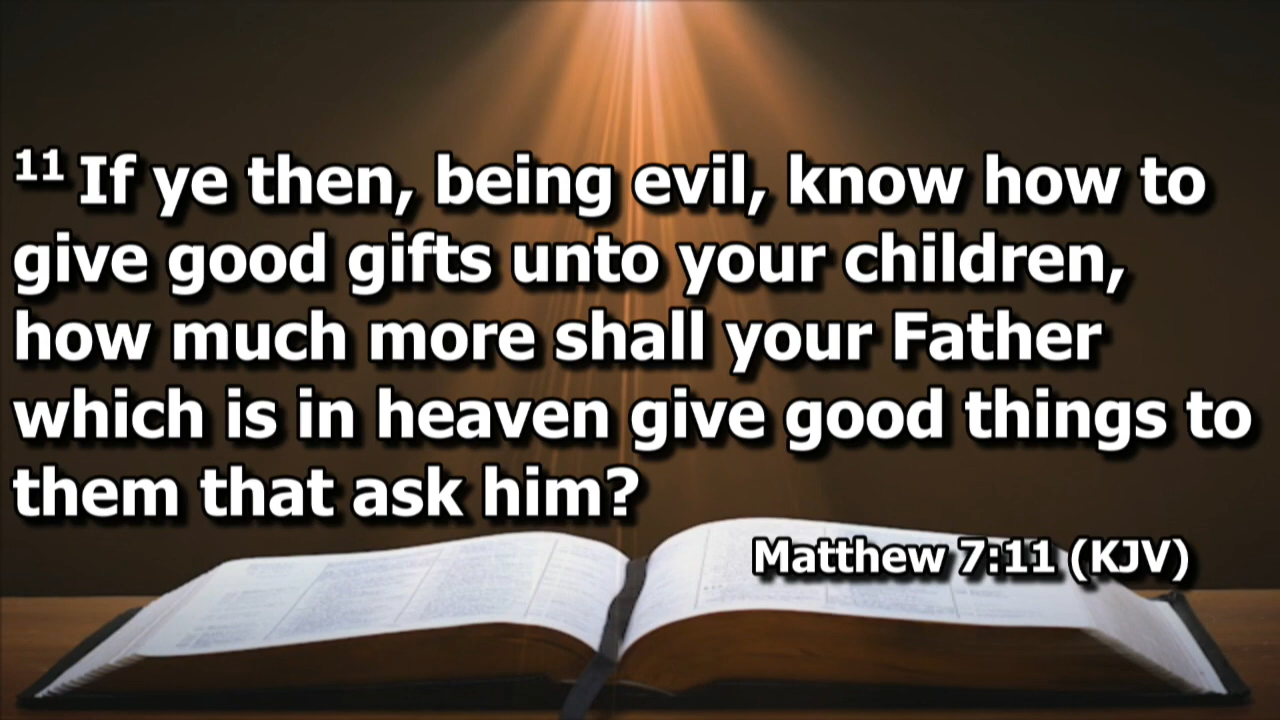 11 If ye then, being evil, know how to
give good gifts unto your children,
how much more shall your Father
which is in heaven give good things to
them that ask him?
Matthew 7:11 (KJV)